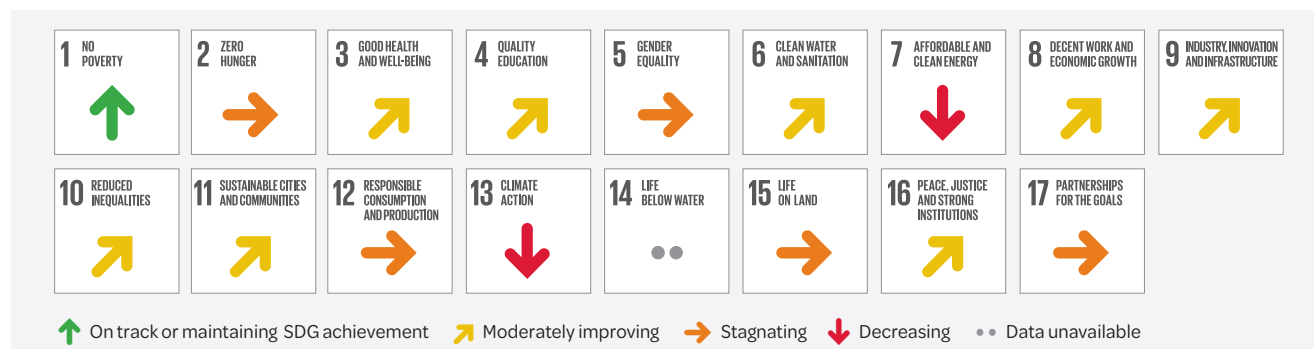 1 NO
POVERTY
2 ZERO
HUNGER
3 GOOD HEALTH
AND WELL-BEING
4 QUALITY
EDUCATION
5 GENDER
EQUALITY
6 CLEAN WATER
AND SANITATION
7 AFFORDABLE AND
CLEAN ENERGY
8 DECENT WORK AND
ECONOMIC GROWTH
9 INDUSTRY, INNOVATION
AND INFRASTRUCTURE
10 REDUCED
INEQUALITIES
11 SUSTAINABLE CITIES
AND COMMUNITIES
12 RESPONSIBLE
CONSUMPTION
AND PRODUCTION
13 CLIMATE
ACTION
14 LIFE
BELOW WATER
15 LIFE
ON LAND
16 PEACE, JUSTICE
AND STRONG
INSTITUTIONS
17 PARTNERSHIPS
FOR THE GOALS
On track or maintaining SDG achievement Moderately improving Stagnating Decreasing Data unavailable